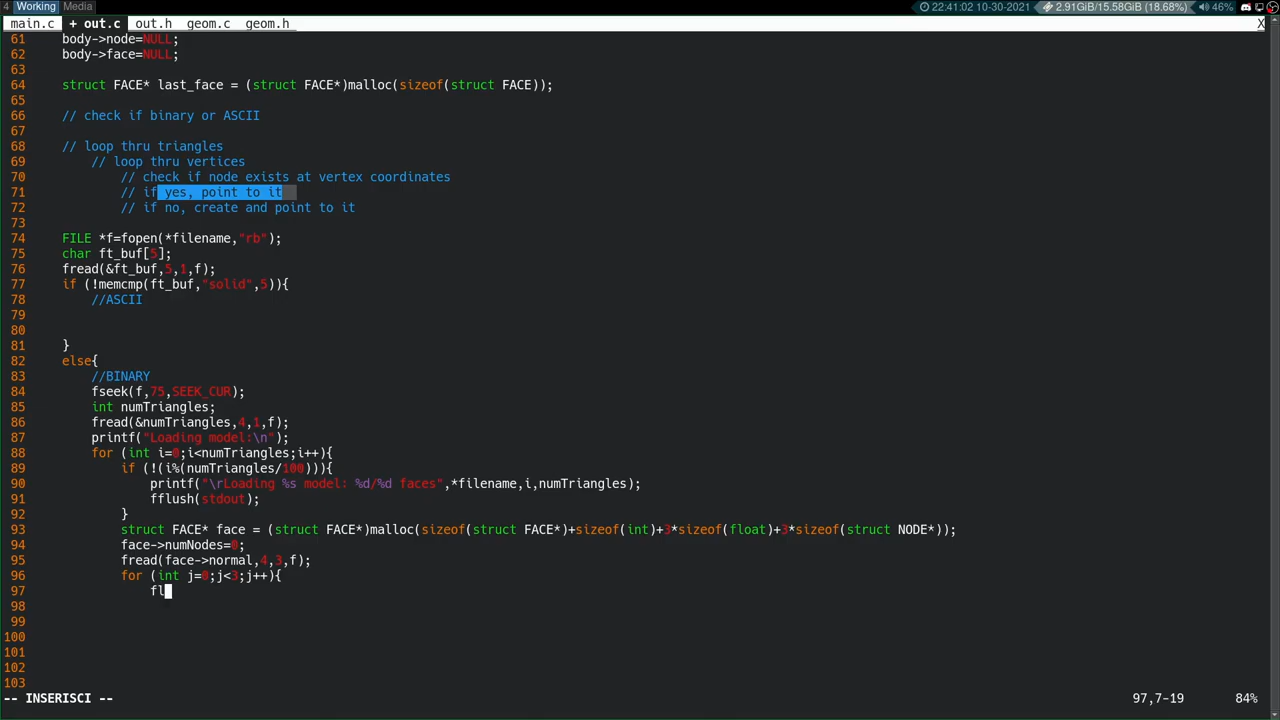 4 Working Media 22:41:02 10-30-2021 2.91GiB/15.58GiB (18.68%) 46%
main.c + out.c out.h geom.c geom.h X
61 body->node=NULL;
62 body->face=NULL;
63
64 struct FACE* last_face = (struct FACE*)malloc(sizeof(struct FACE));
65
66 // check if binary or ASCII
67
68 // loop thru triangles
69 // loop thru vertices
70 // check if node exists at vertex coordinates
71 // if yes, point to it
72 // if no, create and point to it
73
74 FILE *f=fopen(*filename,"rb");
75 char ft_buf[5];
76 fread(&ft_buf,5,1,f);
77 if (!memcmp(ft_buf,"solid",5)){
78 //ASCII
79
80
81 }
82 else{
83 //BINARY
84 fseek(f,75,SEEK_CUR);
85 int numTriangles;
86 fread(&numTriangles,4,1,f);
87 printf("Loading model:\n");
88 for (int i=0;i<numTriangles;i++){
89 if (!(i%(numTriangles/100))){
90 printf("\rLoading %s model: %d/%d faces",*filename,i,numTriangles);
91 fflush(stdout);
92 }
93 struct FACE* face = (struct FACE*)malloc(sizeof(struct FACE*)+sizeof(int)+3*sizeof(float)+3*sizeof(struct NODE*));
94 face->numNodes=0;
95 fread(face->normal,4,3,f);
96 for (int j=0;j<3;j++){
97 fl
98
99
100
101
102
103
-- INSERISCI -- 97,7-19 84%